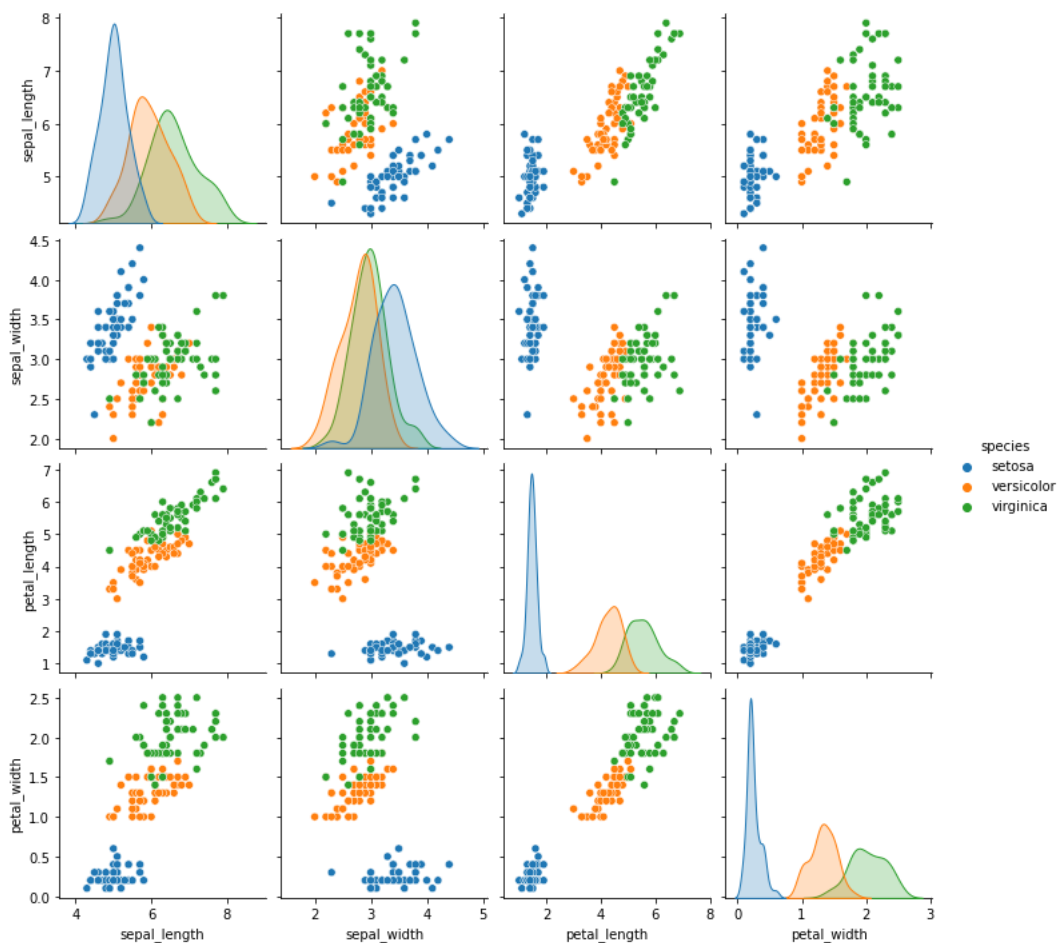 8
7
6
5
sepal_length
4.5
4.0
3.5
3.0
2.5
2.0
sepal_width
species
setosa
versicolor
virginica
7
6
5
4
3
2
1
petal_length
2.5
2.0
1.5
1.0
0.5
0.0
petal_width
4 6 8
sepal_length
2 3 4 5
sepal_width
2 4 6 8
petal_length
0 1 2 3
petal_width